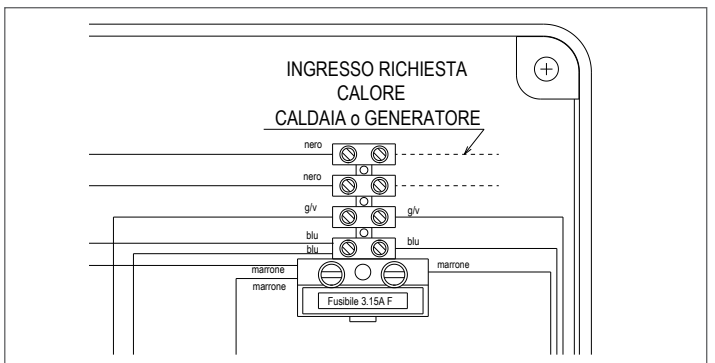 INGRESSO RICHIESTA
CALORE
CALDAIA o GENERATORE
nero
nero
g/v
g/v
blu
blu
blu
marrone
marrone
marrone
Fusibile 3.15A F